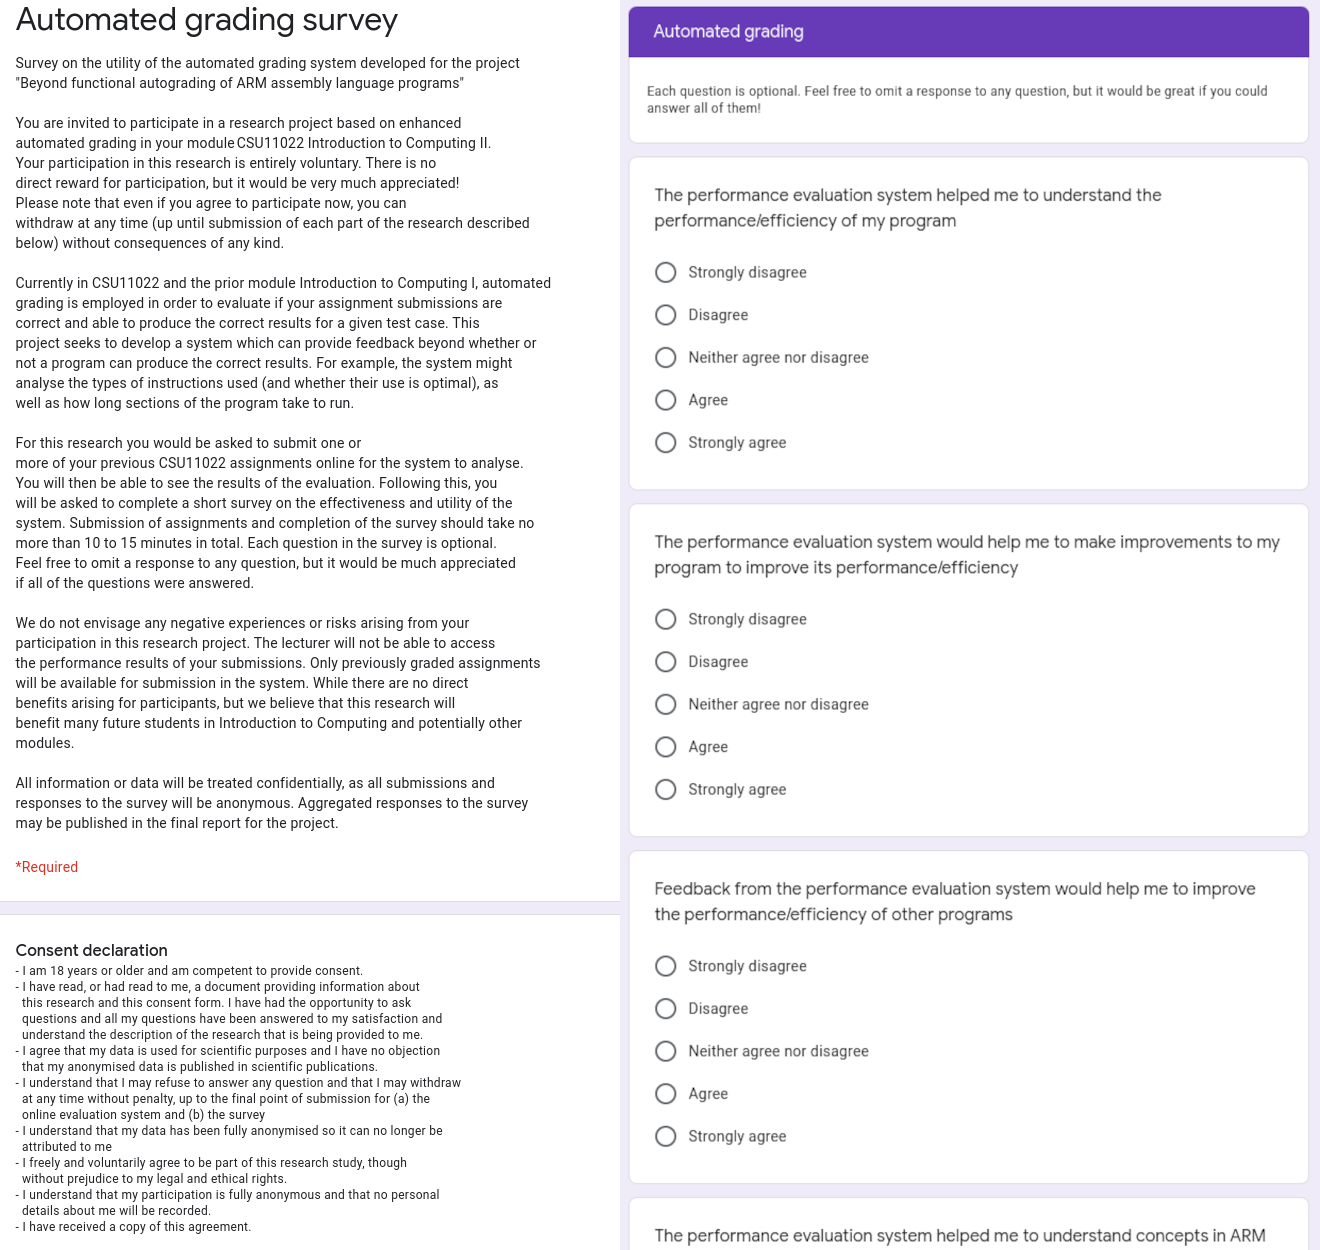 Automated grading survey
Survey on the utility of the automated grading system developed for the project
"Beyond functional autograding of ARM assembly language programs"
You are invited to participate in a research project based on enhanced
automated grading in your module CSU11022 Introduction to Computing II.
Your participation in this research is entirely voluntary. There is no
direct reward for participation, but it would be very much appreciated!
Please note that even if you agree to participate now, you can
withdraw at any time (up until submission of each part of the research described
below) without consequences of any kind.
Currently in CSU11022 and the prior module Introduction to Computing I, automated
grading is employed in order to evaluate if your assignment submissions are
correct and able to produce the correct results for a given test case. This
project seeks to develop a system which can provide feedback beyond whether or
not a program can produce the correct results. For example, the system might
analyse the types of instructions used (and whether their use is optimal), as
well as how long sections of the program take to run.
For this research you would be asked to submit one or
more of your previous CSU11022 assignments online for the system to analyse.
You will then be able to see the results of the evaluation. Following this, you
will be asked to complete a short survey on the effectiveness and utility of the
system. Submission of assignments and completion of the survey should take no
more than 10 to 15 minutes in total. Each question in the survey is optional.
Feel free to omit a response to any question, but it would be much appreciated
if all of the questions were answered.
We do not envisage any negative experiences or risks arising from your
participation in this research project. The lecturer will not be able to access
the performance results of your submissions. Only previously graded assignments
will be available for submission in the system. While there are no direct
benefits arising for participants, but we believe that this research will
benefit many future students in Introduction to Computing and potentially other
modules.
All information or data will be treated confidentially, as all submissions and
responses to the survey will be anonymous. Aggregated responses to the survey
may be published in the final report for the project.
*Required
Consent declaration
- I am 18 years or older and am competent to provide consent.
- I have read, or had read to me, a document providing information about
this research and this consent form. I have had the opportunity to ask
questions and all my questions have been answered to my satisfaction and
understand the description of the research that is being provided to me.
- I agree that my data is used for scientific purposes and I have no objection
that my anonymised data is published in scientific publications.
- I understand that I may refuse to answer any question and that I may withdraw
at any time without penalty, up to the final point of submission for (a) the
online evaluation system and (b) the survey
- I understand that my data has been fully anonymised so it can no longer be
attributed to me
- I freely and voluntarily agree to be part of this research study, though
without prejudice to my legal and ethical rights.
- I understand that my participation is fully anonymous and that no personal
details about me will be recorded.
- I have received a copy of this agreement.
Automated grading
Each question is optional. Feel free to omit a response to any question, but it would be great if you could
answer all of them!
The performance evaluation system helped me to understand the
performance/efficiency of my program
Strongly disagree
Disagree
Neither agree nor disagree
Agree
Strongly agree
The performance evaluation system would help me to make improvements to my
program to improve its performance/efficiency
Strongly disagree
Disagree
Neither agree nor disagree
Agree
Strongly agree
Feedback from the performance evaluation system would help me to improve
the performance/efficiency of other programs
Strongly disagree
Disagree
Neither agree nor disagree
Agree
Strongly agree
The performance evaluation system helped me to understand concepts in ARM